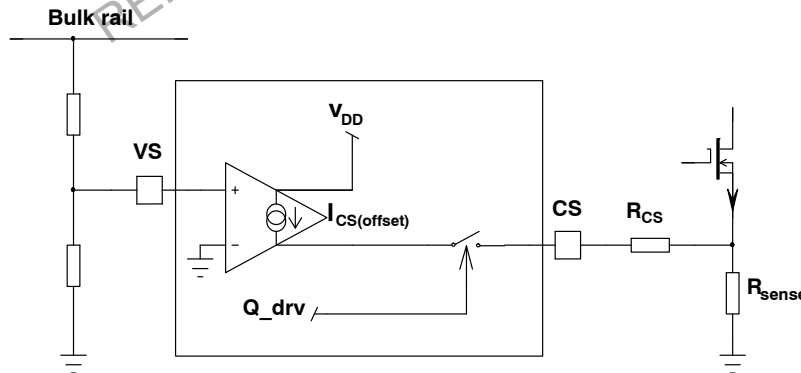 Bulk rail
VS
VDD
ICS(offset)
CS
RCS
Q_drv
Rsense